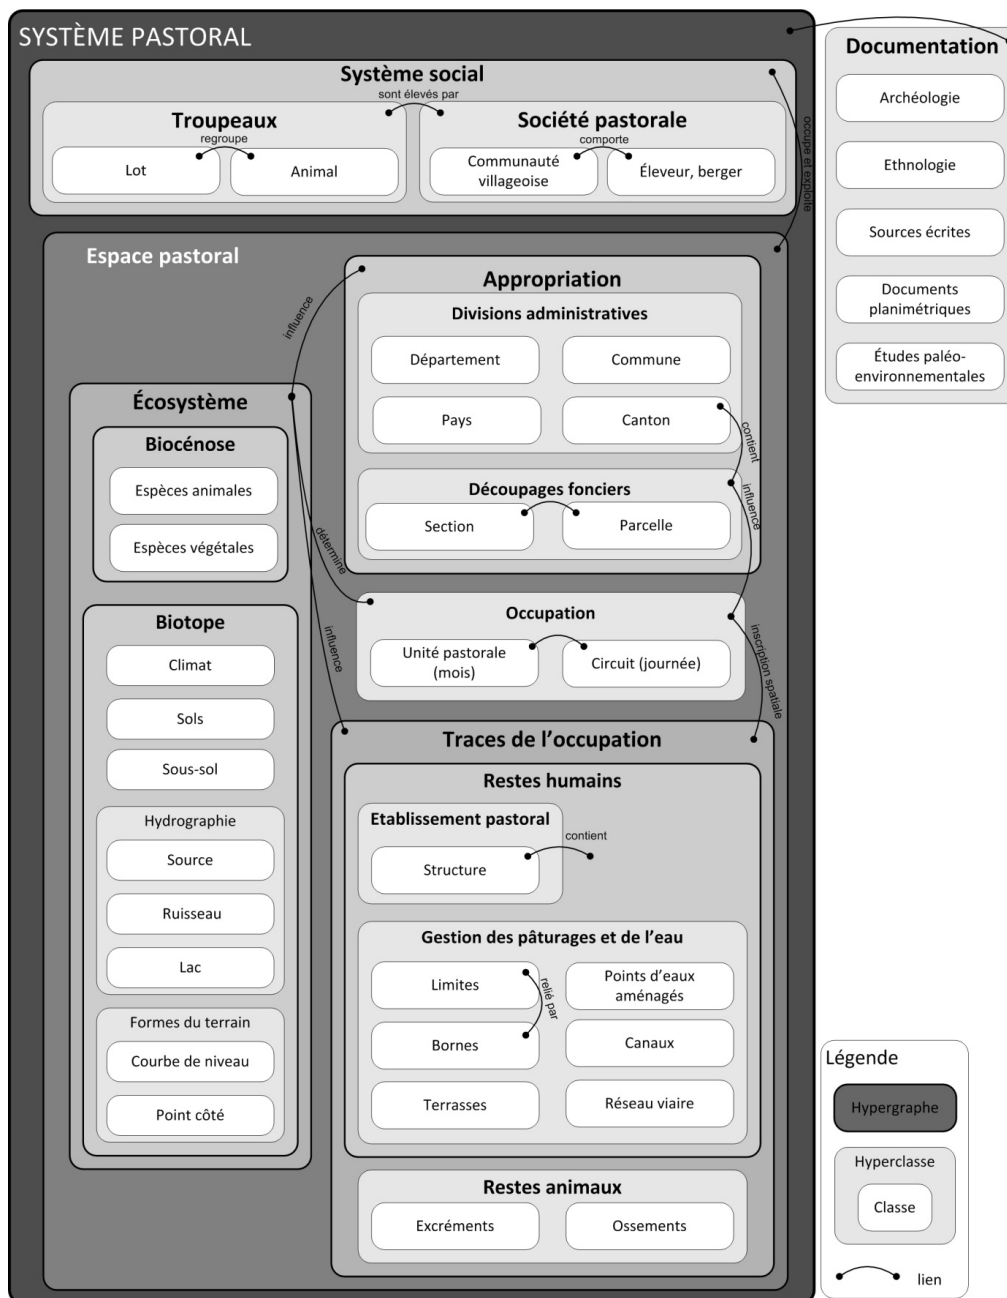 SYSTÈME PASTORAL
Système social
sont élevés par
Troupeaux
regroupe
Lot
Animal
Société pastorale
comporte
Communauté
villageoise
Éleveur, berger
occupe et exploite
Espace pastoral
influence
Appropriation
Divisions administratives
Département
Commune
Pays
Canton
contient
Découpages fonciers
Section
Parcelle
influence
Écosystème
Biocénose
Espèces animales
Espèces végétales
détermine
influence
Occupation
Unité pastorale
(mois)
Circuit (journée)
inscription spatiale
Biotope
Climat
Sols
Sous-sol
Hydrographie
Source
Ruisseau
Lac
Formes du terrain
Courbe de niveau
Point côté
Traces de l’occupation
Restes humains
Etablissement pastoral
contient
Structure
Gestion des pâturages et de l’eau
Limites
relié par
Bornes
Terrasses
Points d’eaux
aménagés
Canaux
Réseau viaire
Restes animaux
Excréments
Ossements
Documentation
Archéologie
Ethnologie
Sources écrites
Documents
planimétriques
Études paléo-
environnementales
Légende
Hypergraphe
Hyperclasse
Classe
lien